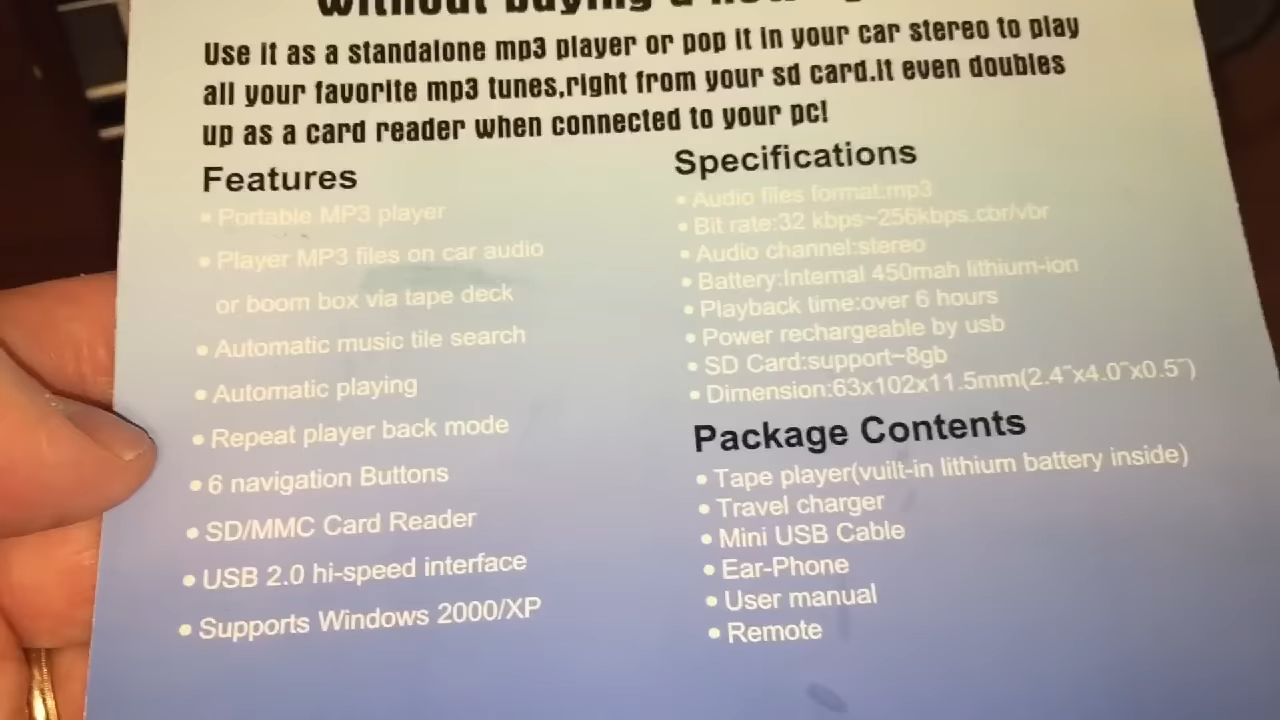 without buying a
Use it as a standalone mp3 player or pop it in your car stereo to play
all your favorite mp3 tunes,right from your sd card.it even doubles
up as a card reader when connected to your pc!
Features
• Portable MP3 player
• Player MP3 files on car audio
or boom box via tape deck
• Automatic music tile search
• Automatic playing
• Repeat player back mode
• 6 navigation Buttons
• SD/MMC Card Reader
• USB 2.0 hi-speed interface
• Supports Windows 2000/XP
Specifications
• Audio files format:mp3
• Bit rate:32 kbps~256kbps.cbr/vbr
• Audio channel:stereo
• Battery:Internal 450mah lithium-ion
• Playback time:over 6 hours
• Power rechargeable by usb
• SD Card:support~8gb
• Dimension:63x102x11.5mm(2.4"x4.0"x0.5")
Package Contents
• Tape player(vuilt-in lithium battery inside)
• Travel charger
• Mini USB Cable
• Ear-Phone
• User manual
• Remote